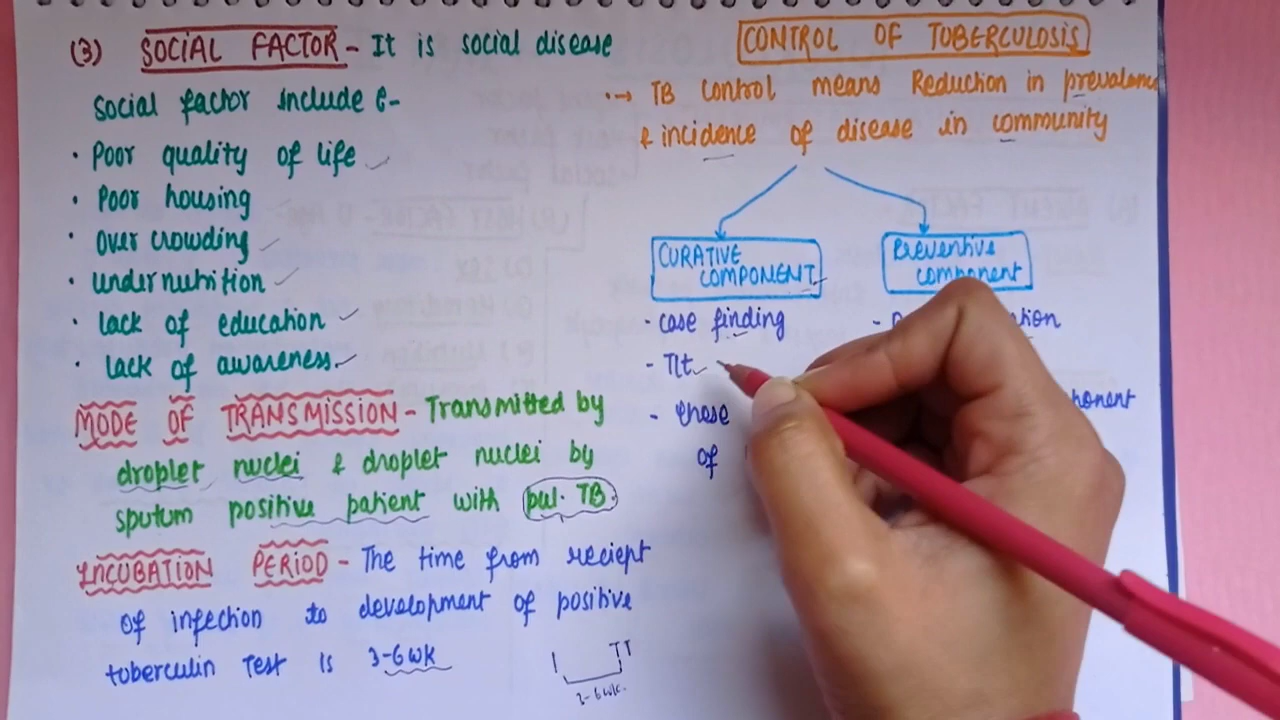 (3) SOCIAL FACTOR - It is social disease
Social factor include :-
• Poor quality of life
• Poor housing
• Over crowding
• Undernutrition
• lack of education
• lack of awareness.
MODE OF TRANSMISSION - Transmitted by
droplet nuclei & droplet nuclei by
sputum positive patient with pul. TB.
INCUBATION PERIOD - The time from reciept
of infection to development of positive
tuberculin Test is 3-6 wk
I TT
3-6 wk.
CONTROL OF TUBERCULOSIS
•→ TB control means Reduction in prevalence
& incidence of disease in community
CURATIVE
COMPONENT
- case finding
- T/t
- these
of
Preventive
component